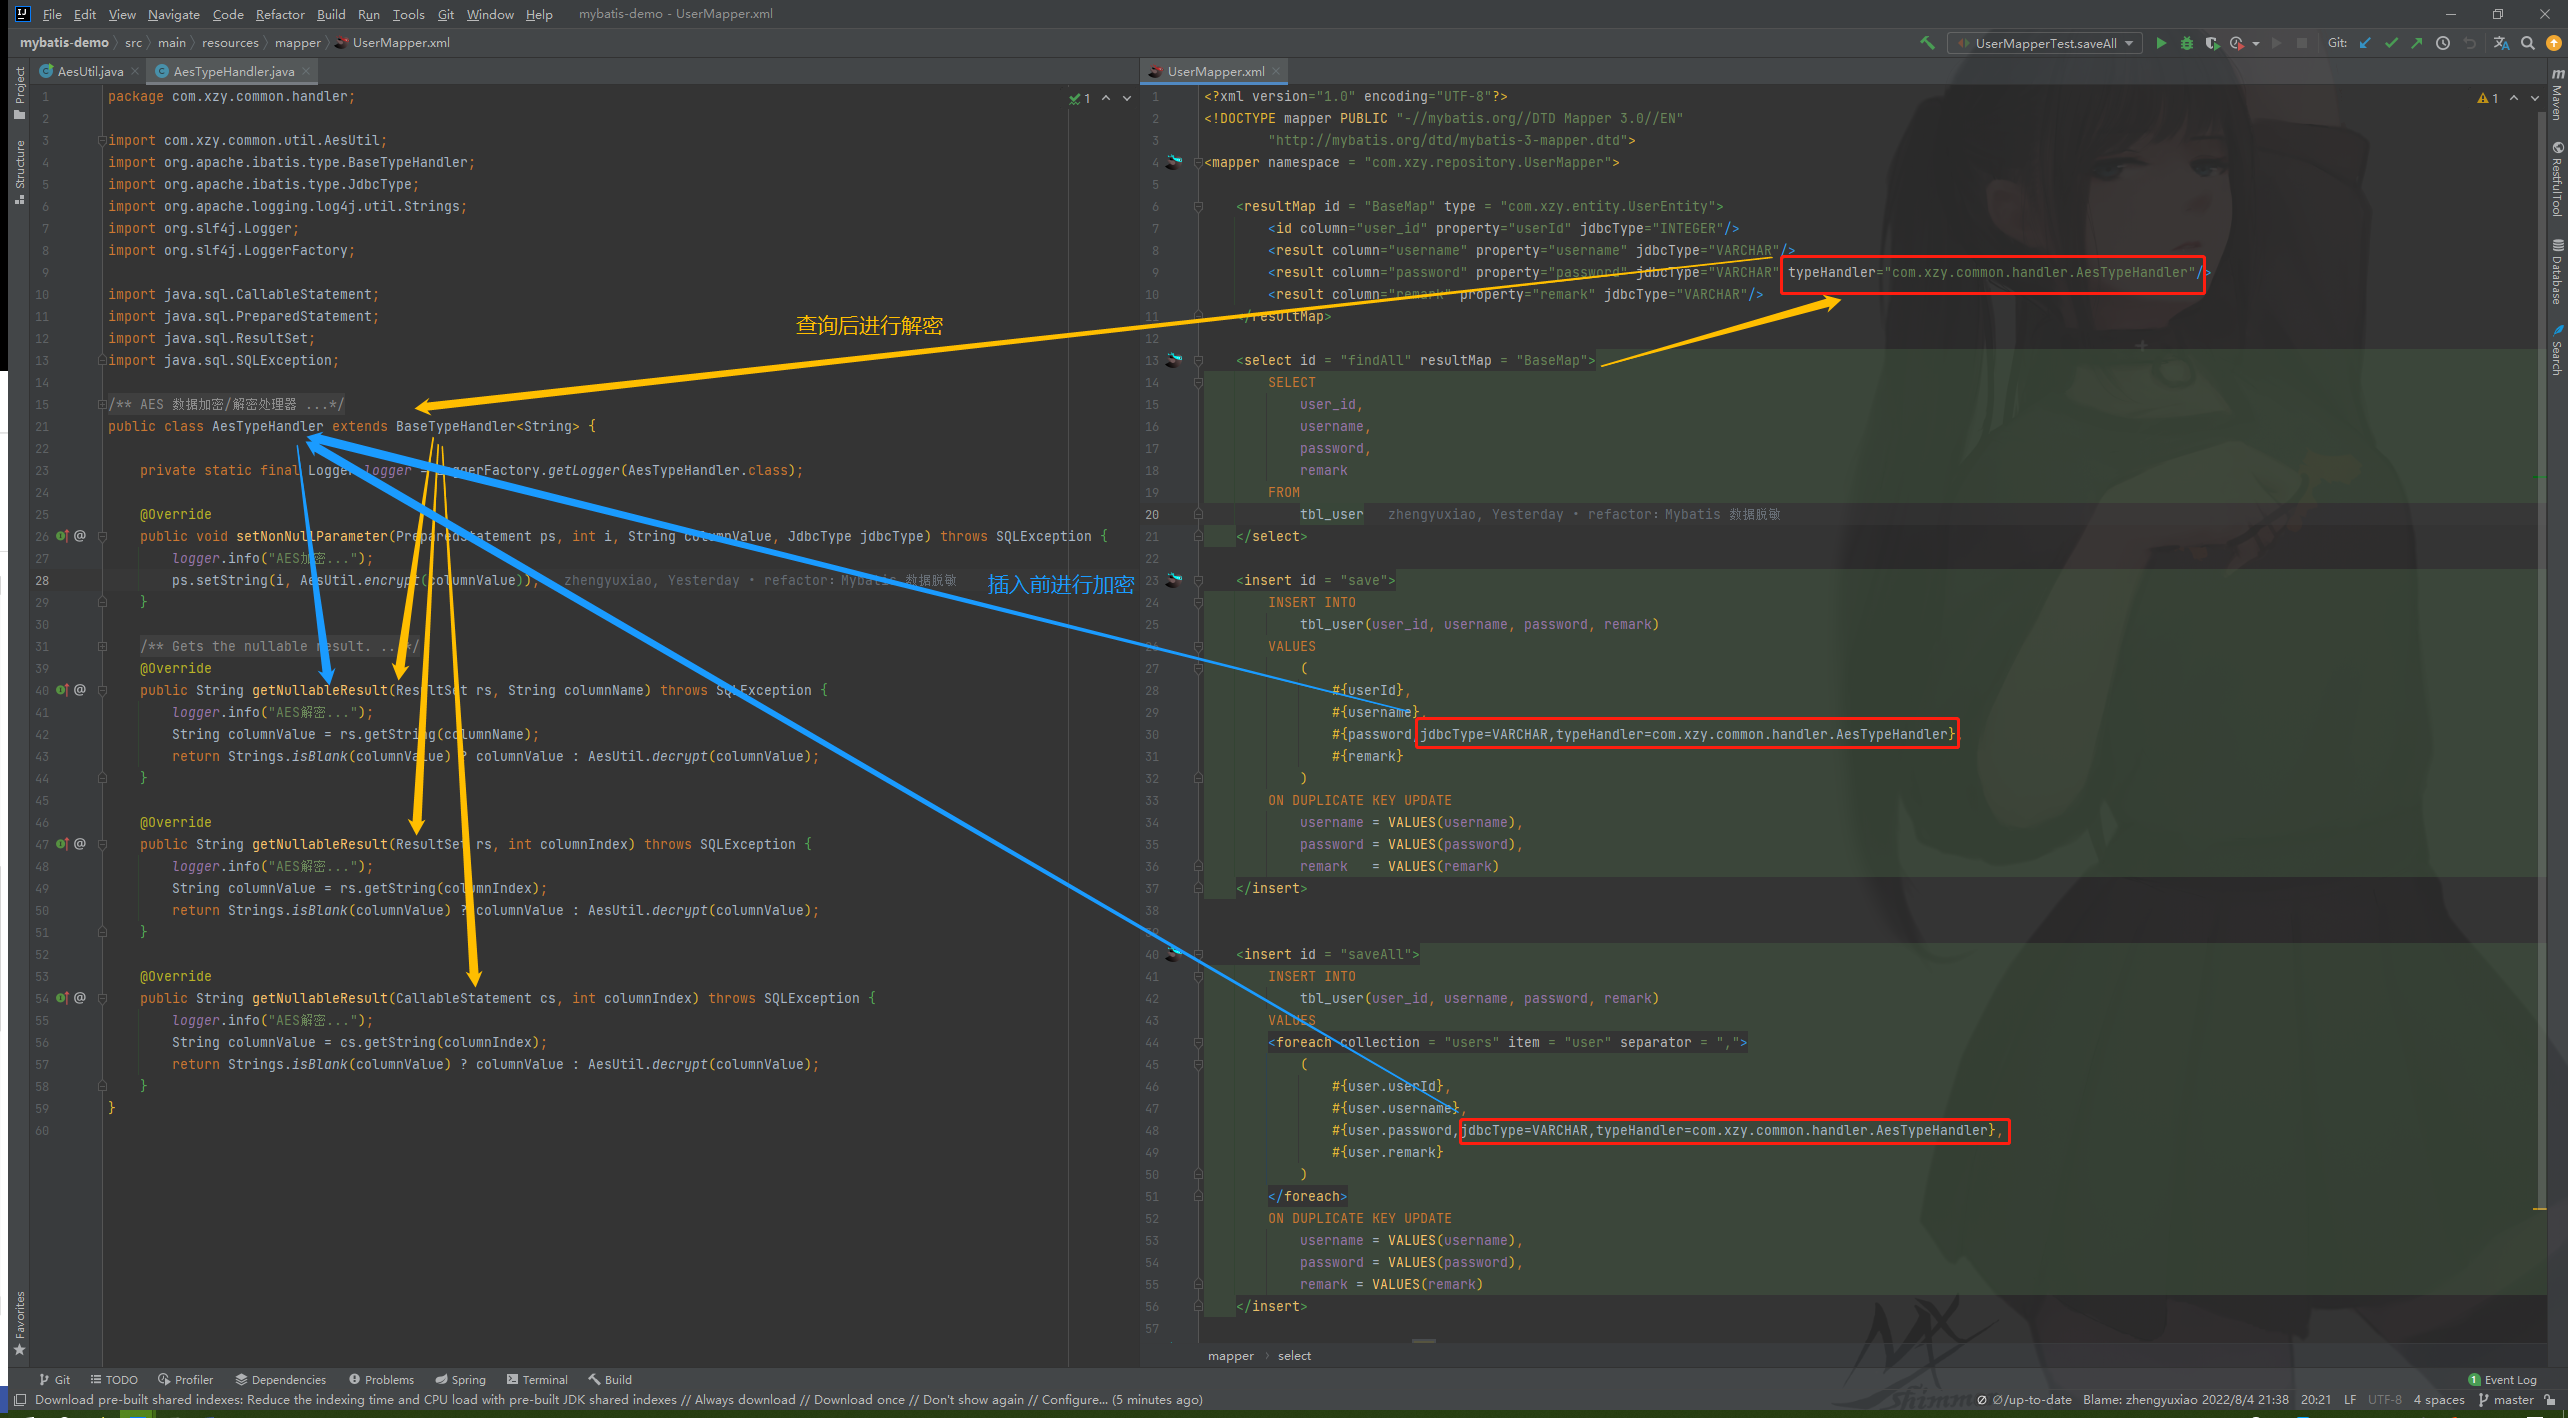 File Edit View Navigate Code Refactor Build Run Tools Git Window Help mybatis-demo - UserMapper.xml
mybatis-demo src main resources mapper UserMapper.xml
UserMapperTest.saveAll Git:
AesUtil.java AesTypeHandler.java
Project
Structure
Favorites
1 package com.xzy.common.handler;
2
3 import com.xzy.common.util.AesUtil;
4 import org.apache.ibatis.type.BaseTypeHandler;
5 import org.apache.ibatis.type.JdbcType;
6 import org.apache.logging.log4j.util.Strings;
7 import org.slf4j.Logger;
8 import org.slf4j.LoggerFactory;
9
10 import java.sql.CallableStatement;
11 import java.sql.PreparedStatement;
12 import java.sql.ResultSet;
13 import java.sql.SQLException;
14
15 /** AES 数据加密/解密处理器 ...*/
21 public class AesTypeHandler extends BaseTypeHandler<String> {
22
23 private static final Logger logger = LoggerFactory.getLogger(AesTypeHandler.class);
24
25 @Override
26 public void setNonNullParameter(PreparedStatement ps, int i, String columnValue, JdbcType jdbcType) throws SQLException {
27 logger.info("AES加密...");
28 ps.setString(i, AesUtil.encrypt(columnValue)); zhengyuxiao, Yesterday • refactor: Mybatis 数据脱敏
29 }
30
31 /** Gets the nullable result. ...*/
39 @Override
40 public String getNullableResult(ResultSet rs, String columnName) throws SQLException {
41 logger.info("AES解密...");
42 String columnValue = rs.getString(columnName);
43 return Strings.isBlank(columnValue) ? columnValue : AesUtil.decrypt(columnValue);
44 }
45
46 @Override
47 public String getNullableResult(ResultSet rs, int columnIndex) throws SQLException {
48 logger.info("AES解密...");
49 String columnValue = rs.getString(columnIndex);
50 return Strings.isBlank(columnValue) ? columnValue : AesUtil.decrypt(columnValue);
51 }
52
53 @Override
54 public String getNullableResult(CallableStatement cs, int columnIndex) throws SQLException {
55 logger.info("AES解密...");
56 String columnValue = cs.getString(columnIndex);
57 return Strings.isBlank(columnValue) ? columnValue : AesUtil.decrypt(columnValue);
58 }
59 }
60
1
查询后进行解密
插入前进行加密
UserMapper.xml
1 <?xml version="1.0" encoding="UTF-8"?>
2 <!DOCTYPE mapper PUBLIC "-//mybatis.org//DTD Mapper 3.0//EN"
3 "http://mybatis.org/dtd/mybatis-3-mapper.dtd">
4 <mapper namespace = "com.xzy.repository.UserMapper">
5
6 <resultMap id = "BaseMap" type = "com.xzy.entity.UserEntity">
7 <id column="user_id" property="userId" jdbcType="INTEGER"/>
8 <result column="username" property="username" jdbcType="VARCHAR"/>
9 <result column="password" property="password" jdbcType="VARCHAR" typeHandler="com.xzy.common.handler.AesTypeHandler"/>
10 <result column="remark" property="remark" jdbcType="VARCHAR"/>
11 </resultMap>
12
13 <select id = "findAll" resultMap = "BaseMap">
14 SELECT
15 user_id,
16 username,
17 password,
18 remark
19 FROM
20 tbl_user zhengyuxiao, Yesterday • refactor: Mybatis 数据脱敏
21 </select>
22
23 <insert id = "save">
24 INSERT INTO
25 tbl_user(user_id, username, password, remark)
26 VALUES
27 (
28 #{userId},
29 #{username},
30 #{password,jdbcType=VARCHAR,typeHandler=com.xzy.common.handler.AesTypeHandler},
31 #{remark}
32 )
33 ON DUPLICATE KEY UPDATE
34 username = VALUES(username),
35 password = VALUES(password),
36 remark = VALUES(remark)
37 </insert>
38
39
40 <insert id = "saveAll">
41 INSERT INTO
42 tbl_user(user_id, username, password, remark)
43 VALUES
44 <foreach collection = "users" item = "user" separator = ",">
45 (
46 #{user.userId},
47 #{user.username},
48 #{user.password,jdbcType=VARCHAR,typeHandler=com.xzy.common.handler.AesTypeHandler},
49 #{user.remark}
50 )
51 </foreach>
52 ON DUPLICATE KEY UPDATE
53 username = VALUES(username),
54 password = VALUES(password),
55 remark = VALUES(remark)
56 </insert>
57
1
mapper select
Maven
RestfulTool
Database
Search
Git TODO Profiler Dependencies Problems Spring Terminal Build 1 Event Log
Download pre-built shared indexes: Reduce the indexing time and CPU load with pre-built JDK shared indexes // Always download // Download once // Don't show again // Configure... (5 minutes ago) ∅/up-to-date Blame: zhengyuxiao 2022/8/4 21:38 20:21 LF UTF-8 4 spaces master